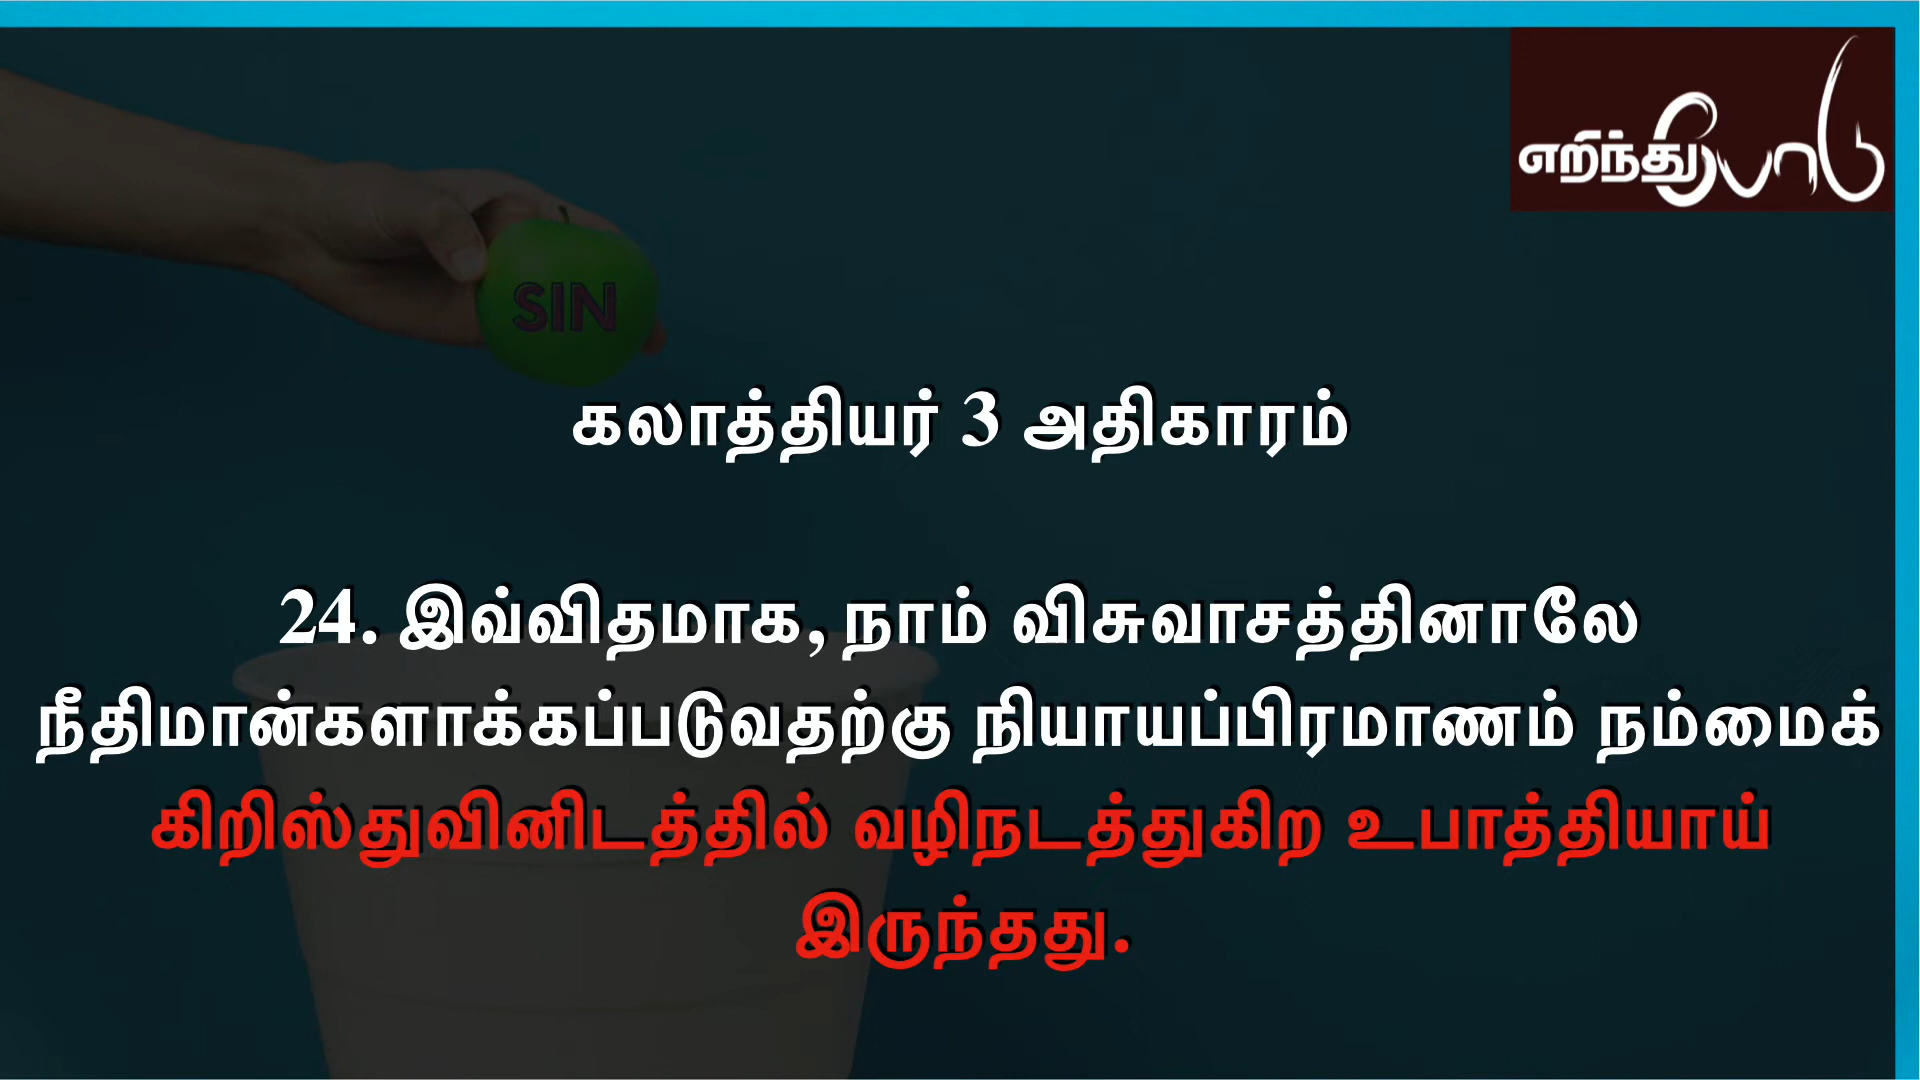 எறிந்துபோடு
SIN
கலாத்தியர் 3 அதிகாரம்
24. இவ்விதமாக, நாம் விசுவாசத்தினாலே
நீதிமான்களாக்கப்படுவதற்கு நியாயப்பிரமாணம் நம்மைக்
கிறிஸ்துவினிடத்தில் வழிநடத்துகிற உபாத்தியாய்
இருந்தது.